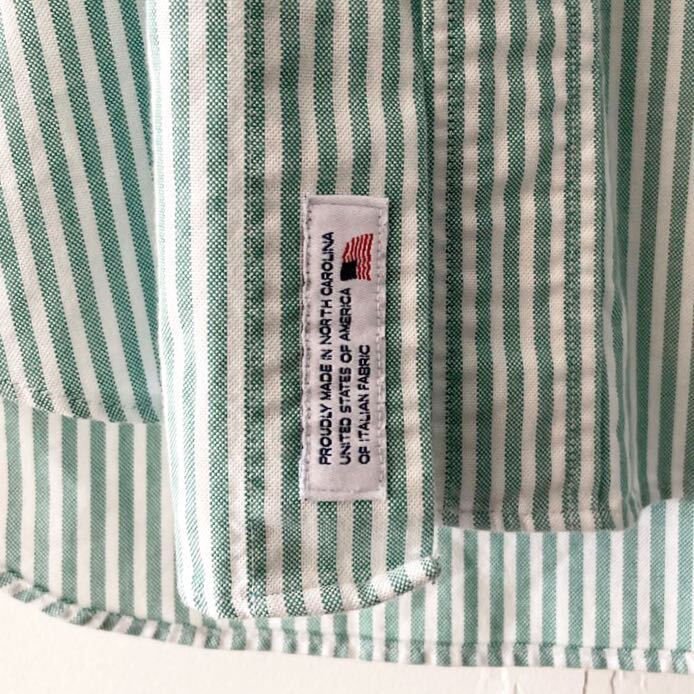 PROUDLY MADE IN NORTH CAROLINA
UNITED STATES OF AMERICA
OF ITALIAN FABRIC